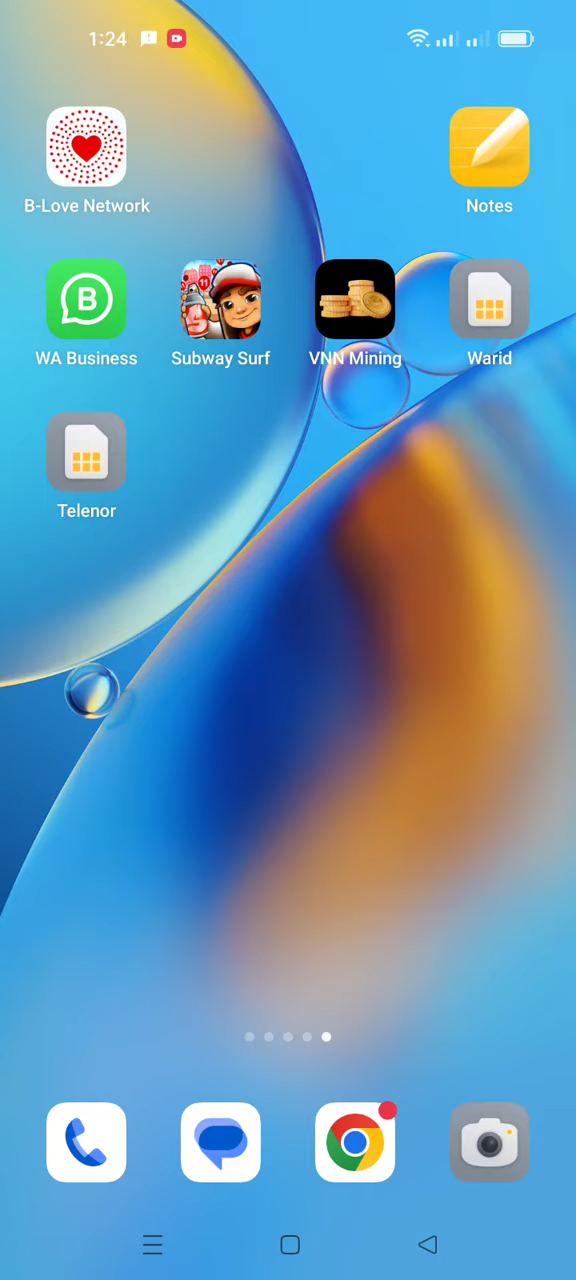 1:24
B-Love Network
Notes
WA Business
Subway Surf
VNN Mining
Warid
Telenor